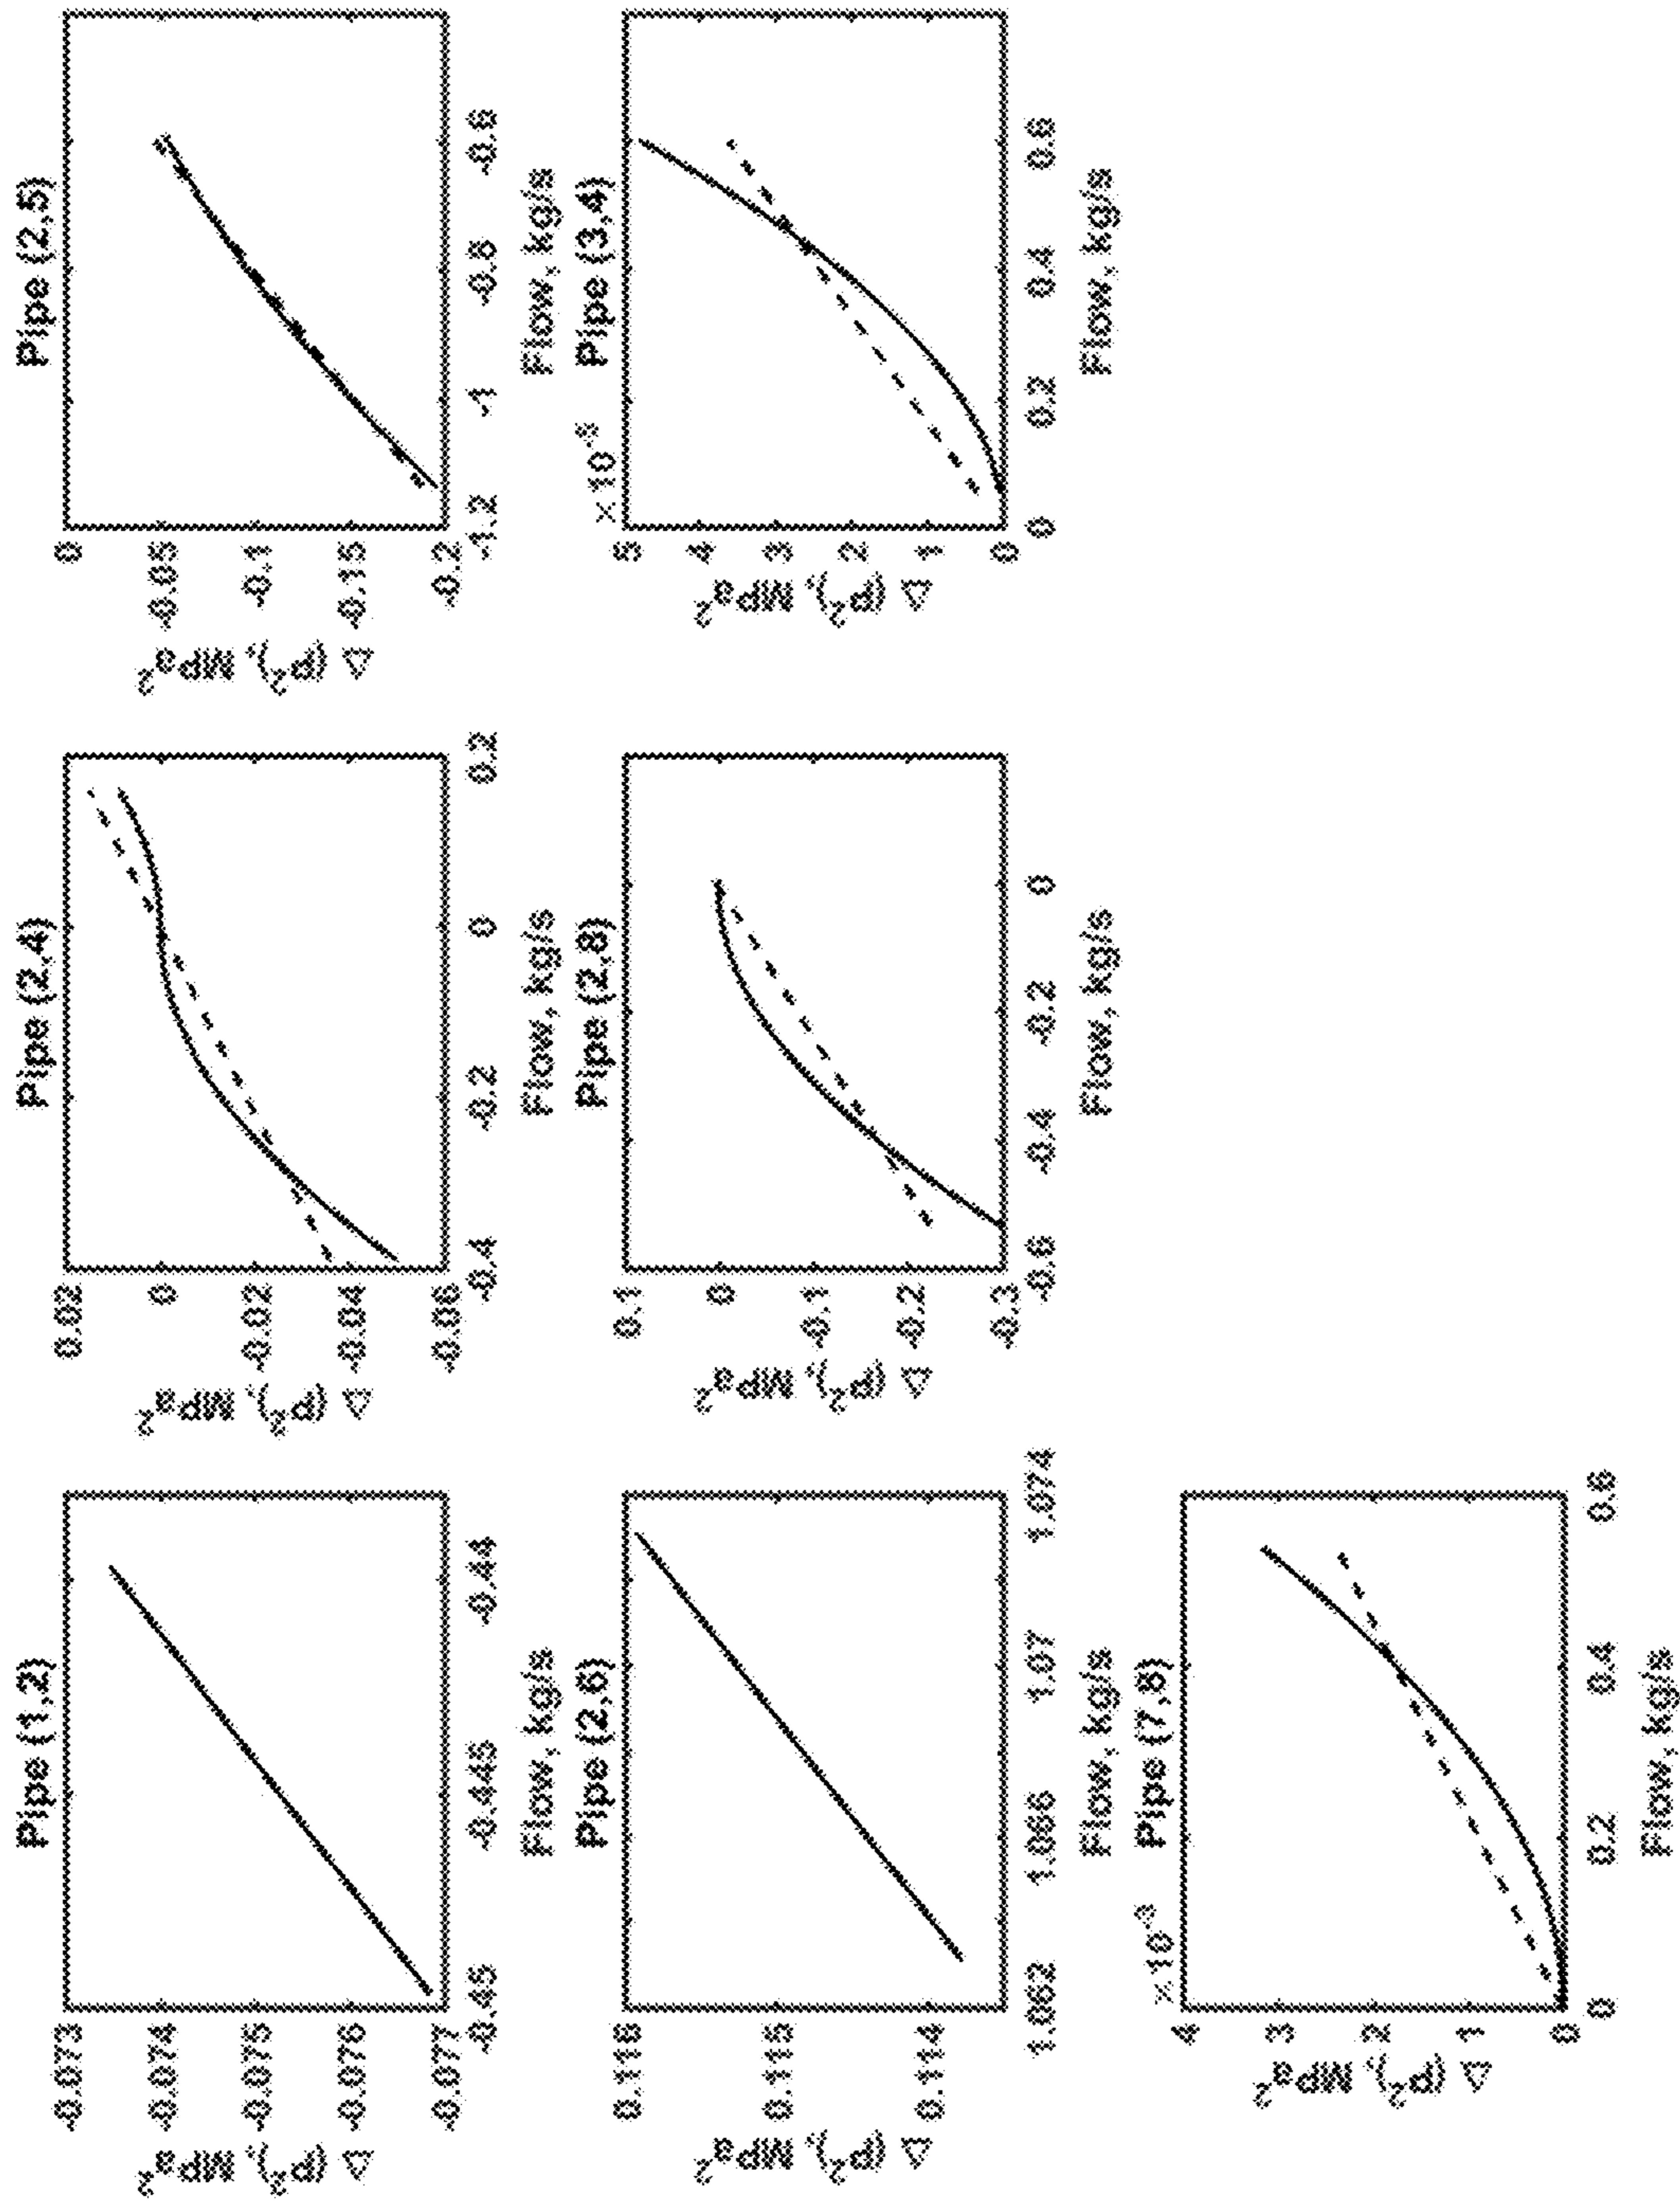 Pipe (1,2)
-0.073
-0.074
-0.075
-0.076
-0.077
Δ (P²), MPa²
-0.45 -0.445 -0.44
Flow, kg/s
Pipe (2,4)
0.02
0
-0.02
-0.04
-0.06
Δ (P²), MPa²
-0.4 -0.2 0 0.2
Flow, kg/s
Pipe (2,5)
0
-0.05
-0.1
-0.15
-0.2
Δ (P²), MPa²
-1.2 -1 -0.8 -0.6
Flow, kg/s
Pipe (2,6)
0.116
0.115
0.114
Δ (P²), MPa²
1.062 1.066 1.07 1.074
Flow, kg/s
Pipe (2,8)
0.1
0
-0.1
-0.2
-0.3
Δ (P²), MPa²
-0.6 -0.4 -0.2 0
Flow, kg/s
Pipe (3,4)
×10⁻³
5
4
3
2
1
0
Δ (P²), MPa²
0 0.2 0.4 0.6
Flow, kg/s
Pipe (7,8)
×10⁻³
4
3
2
1
0
Δ (P²), MPa²
0 0.2 0.4 0.6
Flow, kg/s